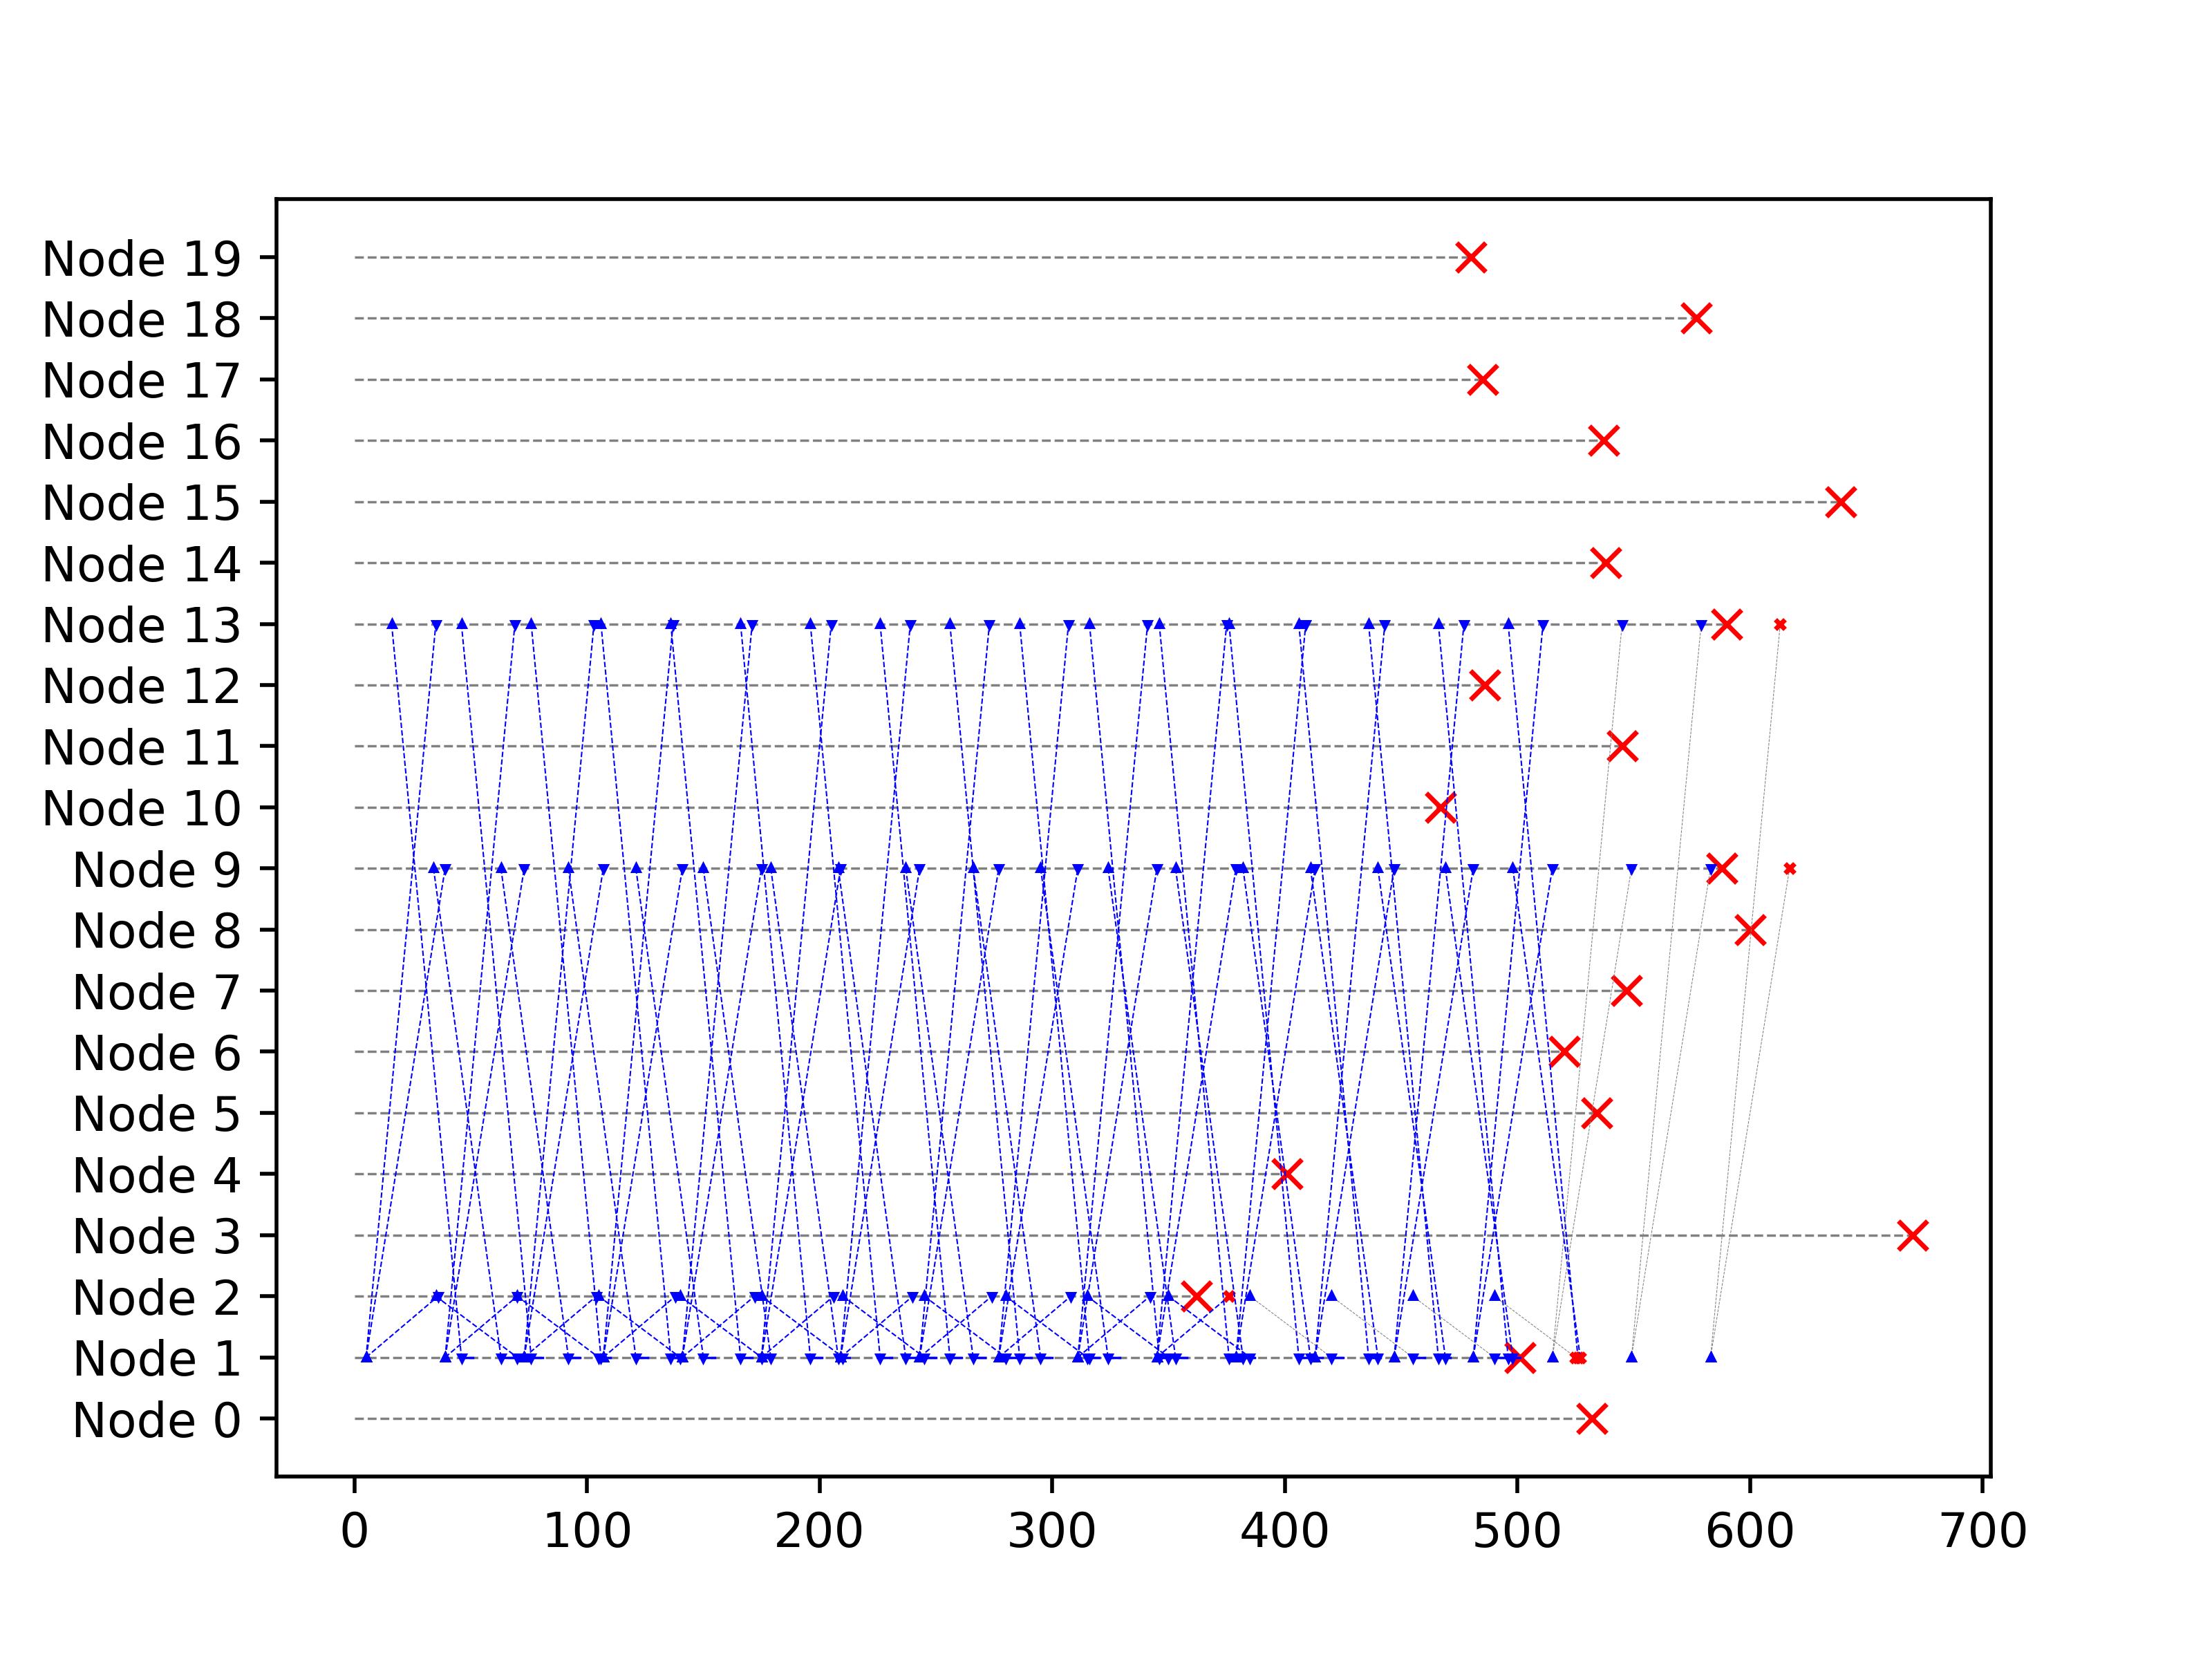 Node 19
Node 18
Node 17
Node 16
Node 15
Node 14
Node 13
Node 12
Node 11
Node 10
Node 9
Node 8
Node 7
Node 6
Node 5
Node 4
Node 3
Node 2
Node 1
Node 0
0 100 200 300 400 500 600 700